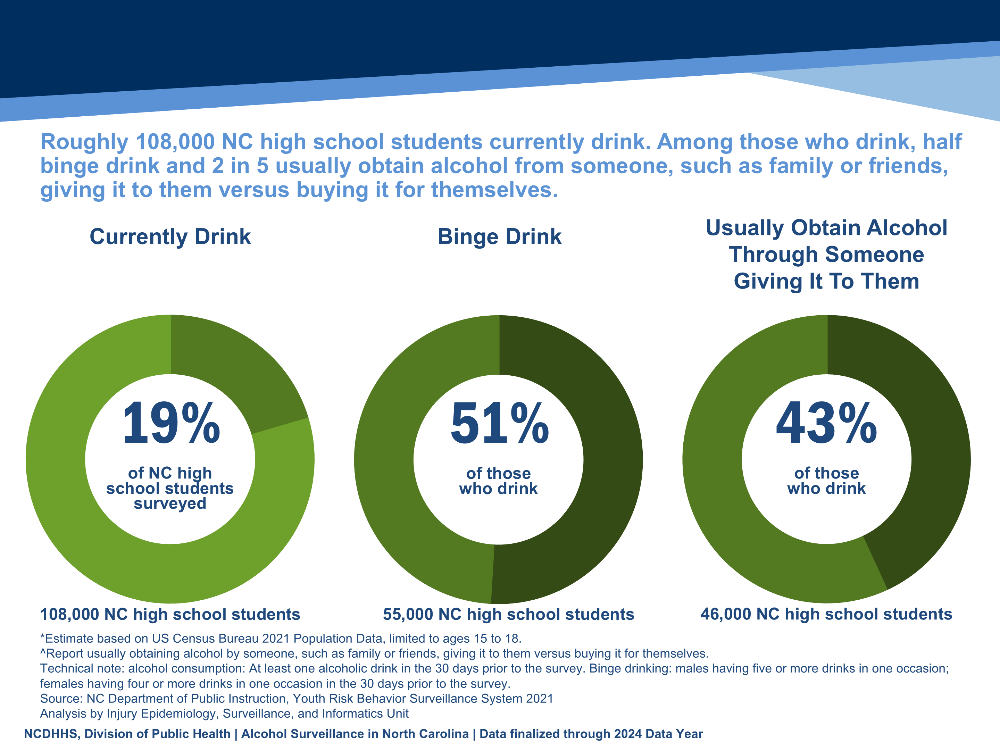 Roughly 108,000 NC high school students currently drink. Among those who drink, half
binge drink and 2 in 5 usually obtain alcohol from someone, such as family or friends,
giving it to them versus buying it for themselves.
Currently Drink
Binge Drink
Usually Obtain Alcohol
Through Someone
Giving It To Them
19%
of NC high
school students
surveyed
51%
of those
who drink
43%
of those
who drink
108,000 NC high school students
55,000 NC high school students
46,000 NC high school students
*Estimate based on US Census Bureau 2021 Population Data, limited to ages 15 to 18.
^Report usually obtaining alcohol by someone, such as family or friends, giving it to them versus buying it for themselves.
Technical note: alcohol consumption: At least one alcoholic drink in the 30 days prior to the survey. Binge drinking: males having five or more drinks in one occasion;
females having four or more drinks in one occasion in the 30 days prior to the survey.
Source: NC Department of Public Instruction, Youth Risk Behavior Surveillance System 2021
Analysis by Injury Epidemiology, Surveillance, and Informatics Unit
NCDHHS, Division of Public Health | Alcohol Surveillance in North Carolina | Data finalized through 2024 Data Year